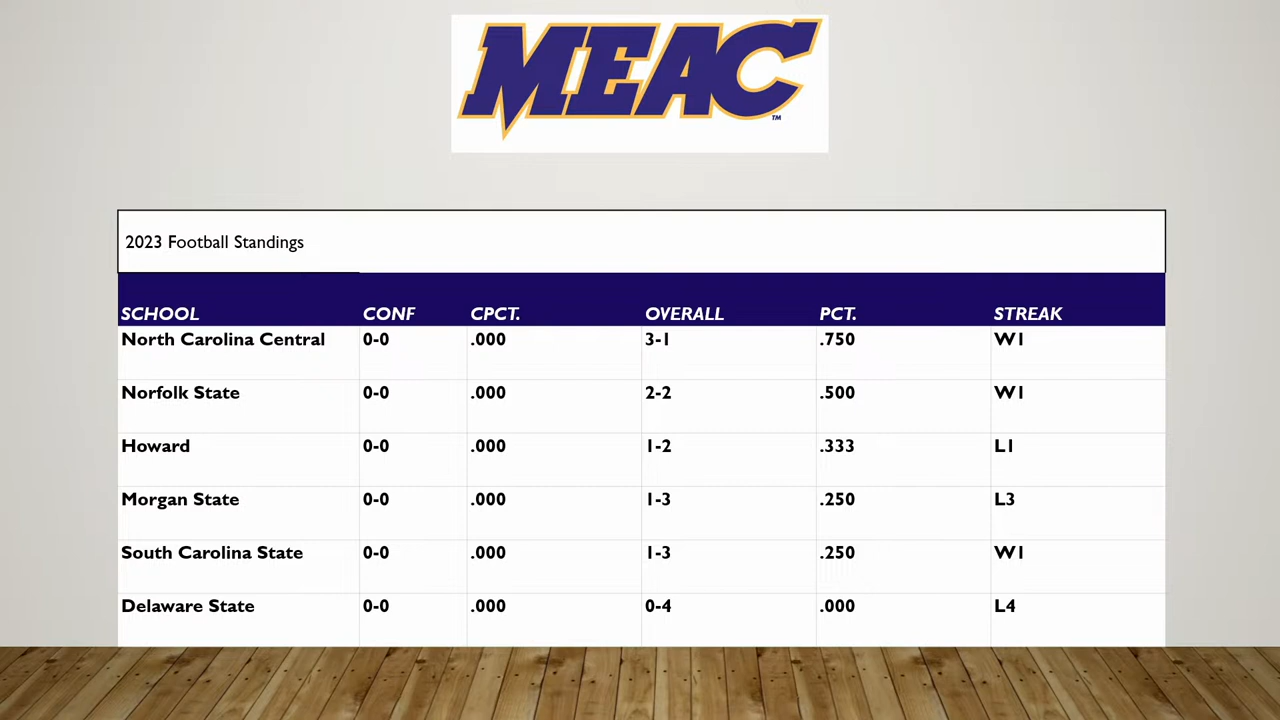 MEAC
TM
2023 Football Standings
SCHOOL CONF CPCT. OVERALL PCT. STREAK
North Carolina Central 0-0 .000 3-1 .750 W1
Norfolk State 0-0 .000 2-2 .500 W1
Howard 0-0 .000 1-2 .333 L1
Morgan State 0-0 .000 1-3 .250 L3
South Carolina State 0-0 .000 1-3 .250 W1
Delaware State 0-0 .000 0-4 .000 L4